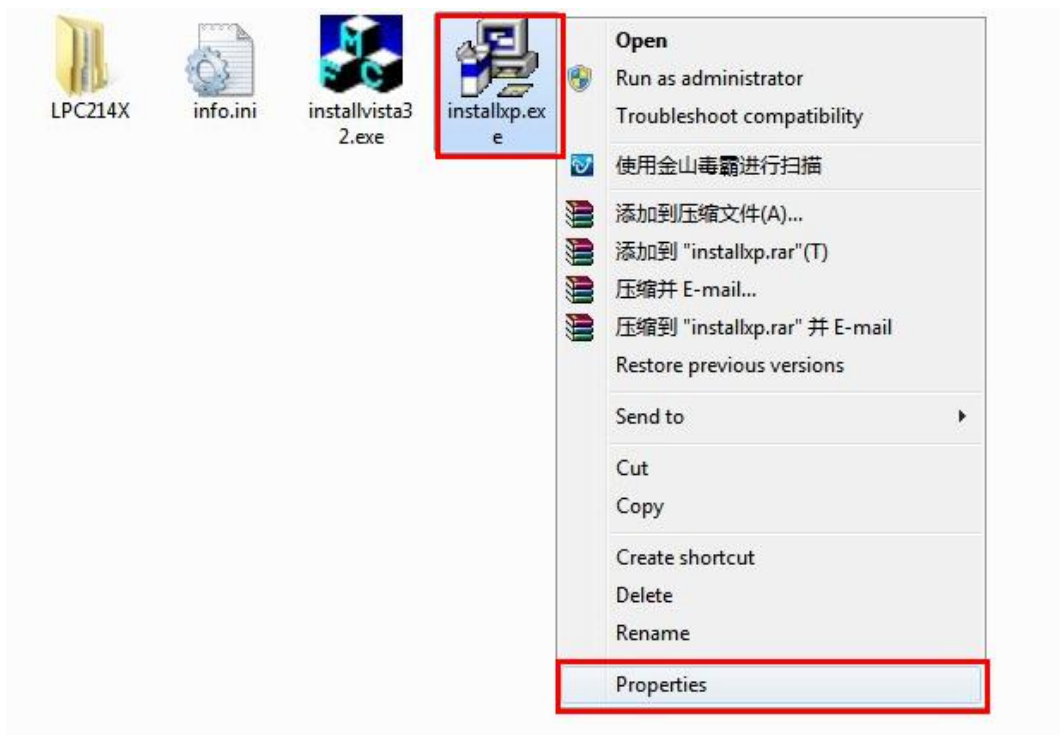 LPC214X
info.ini
installvista3
2.exe
installxp.ex
e
Open
Run as administrator
Troubleshoot compatibility
使用金山毒霸进行扫描
添加到压缩文件(A)...
添加到 "installxp.rar"(T)
压缩并 E-mail...
压缩到 "installxp.rar" 并 E-mail
Restore previous versions
Send to
Cut
Copy
Create shortcut
Delete
Rename
Properties